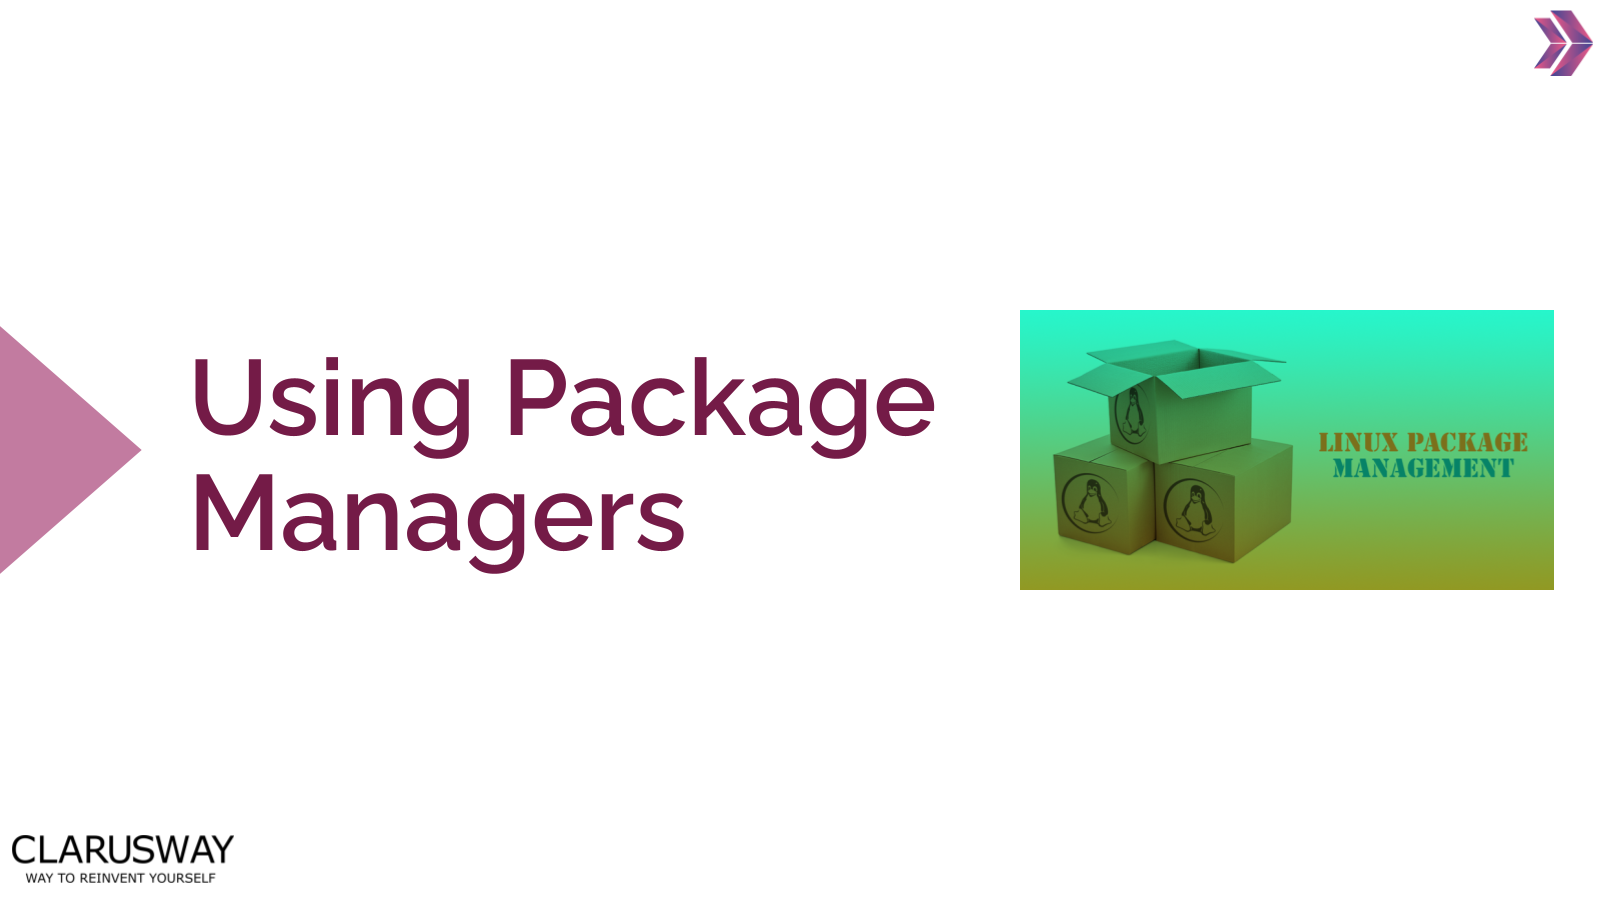 Using Package
Managers
LINUX PACKAGE
MANAGEMENT
CLARUSWAY
WAY TO REINVENT YOURSELF